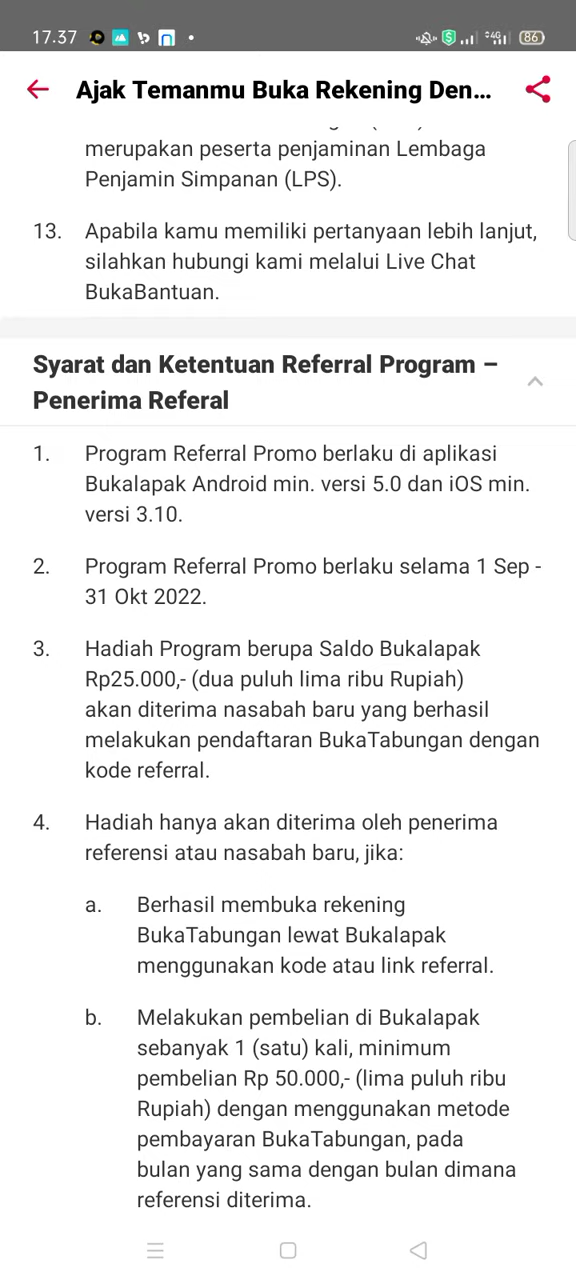 17.37
4G
86
Ajak Temanmu Buka Rekening Den...
merupakan peserta penjaminan Lembaga
Penjamin Simpanan (LPS).
13. Apabila kamu memiliki pertanyaan lebih lanjut,
silahkan hubungi kami melalui Live Chat
BukaBantuan.
Syarat dan Ketentuan Referral Program –
Penerima Referal
1. Program Referral Promo berlaku di aplikasi
Bukalapak Android min. versi 5.0 dan iOS min.
versi 3.10.
2. Program Referral Promo berlaku selama 1 Sep -
31 Okt 2022.
3. Hadiah Program berupa Saldo Bukalapak
Rp25.000,- (dua puluh lima ribu Rupiah)
akan diterima nasabah baru yang berhasil
melakukan pendaftaran BukaTabungan dengan
kode referral.
4. Hadiah hanya akan diterima oleh penerima
referensi atau nasabah baru, jika:
a. Berhasil membuka rekening
BukaTabungan lewat Bukalapak
menggunakan kode atau link referral.
b. Melakukan pembelian di Bukalapak
sebanyak 1 (satu) kali, minimum
pembelian Rp 50.000,- (lima puluh ribu
Rupiah) dengan menggunakan metode
pembayaran BukaTabungan, pada
bulan yang sama dengan bulan dimana
referensi diterima.